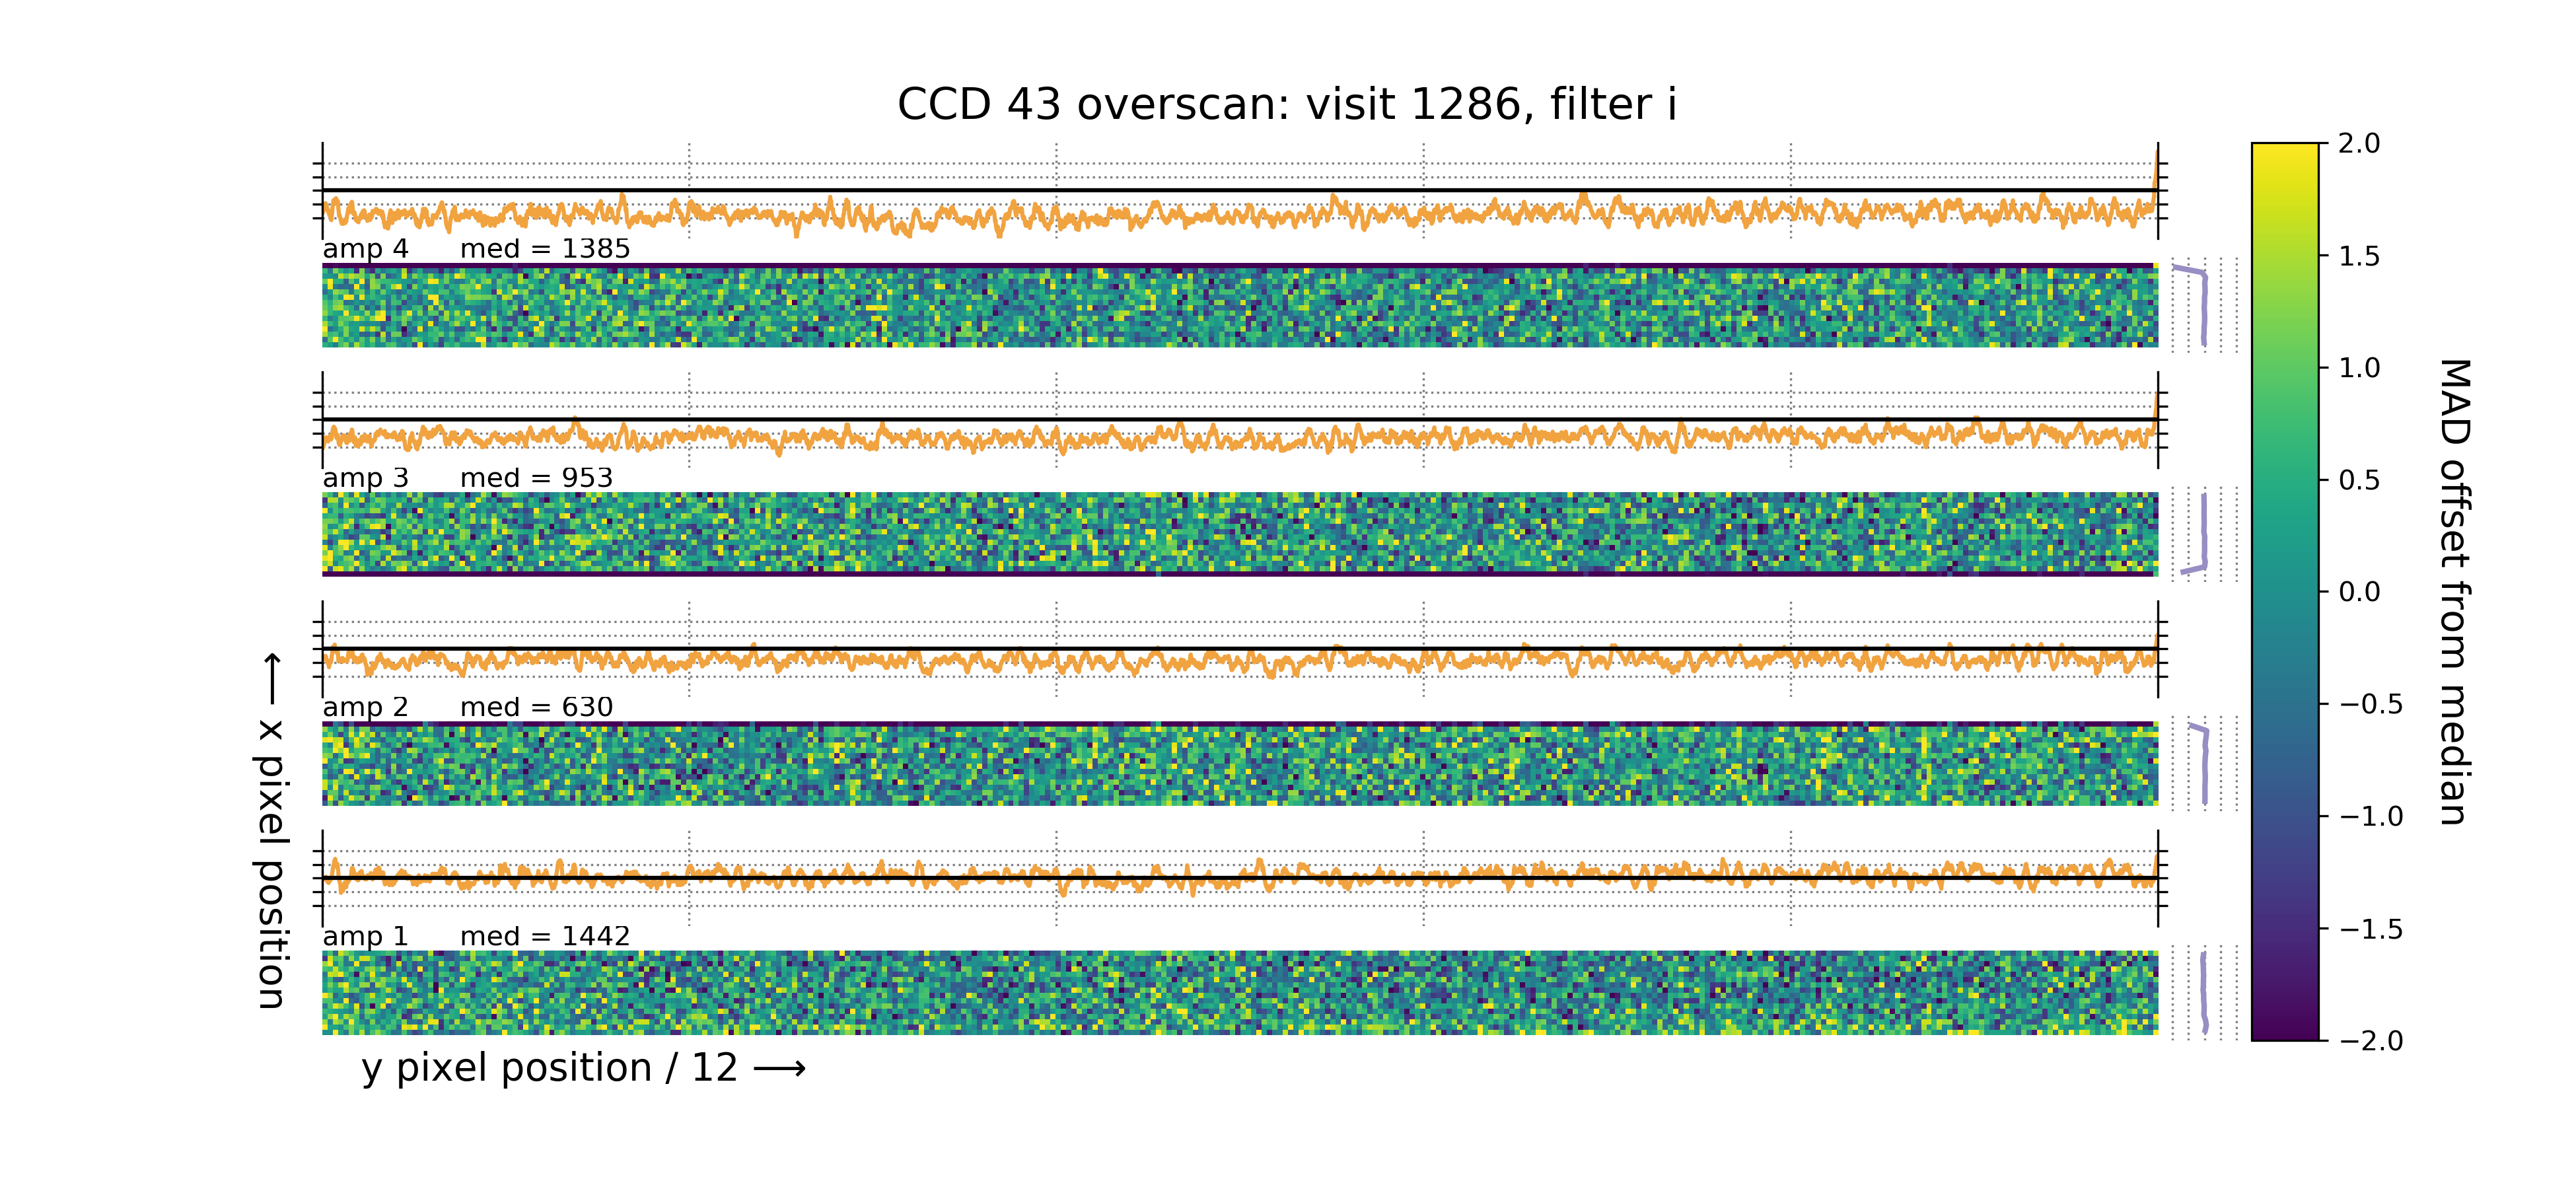 CCD 43 overscan: visit 1286, filter i
amp 4 med = 1385
amp 3 med = 953
amp 2 med = 630
amp 1 med = 1442
x pixel position ⟶
y pixel position / 12 ⟶
2.0
1.5
1.0
0.5
0.0
−0.5
−1.0
−1.5
−2.0
MAD offset from median